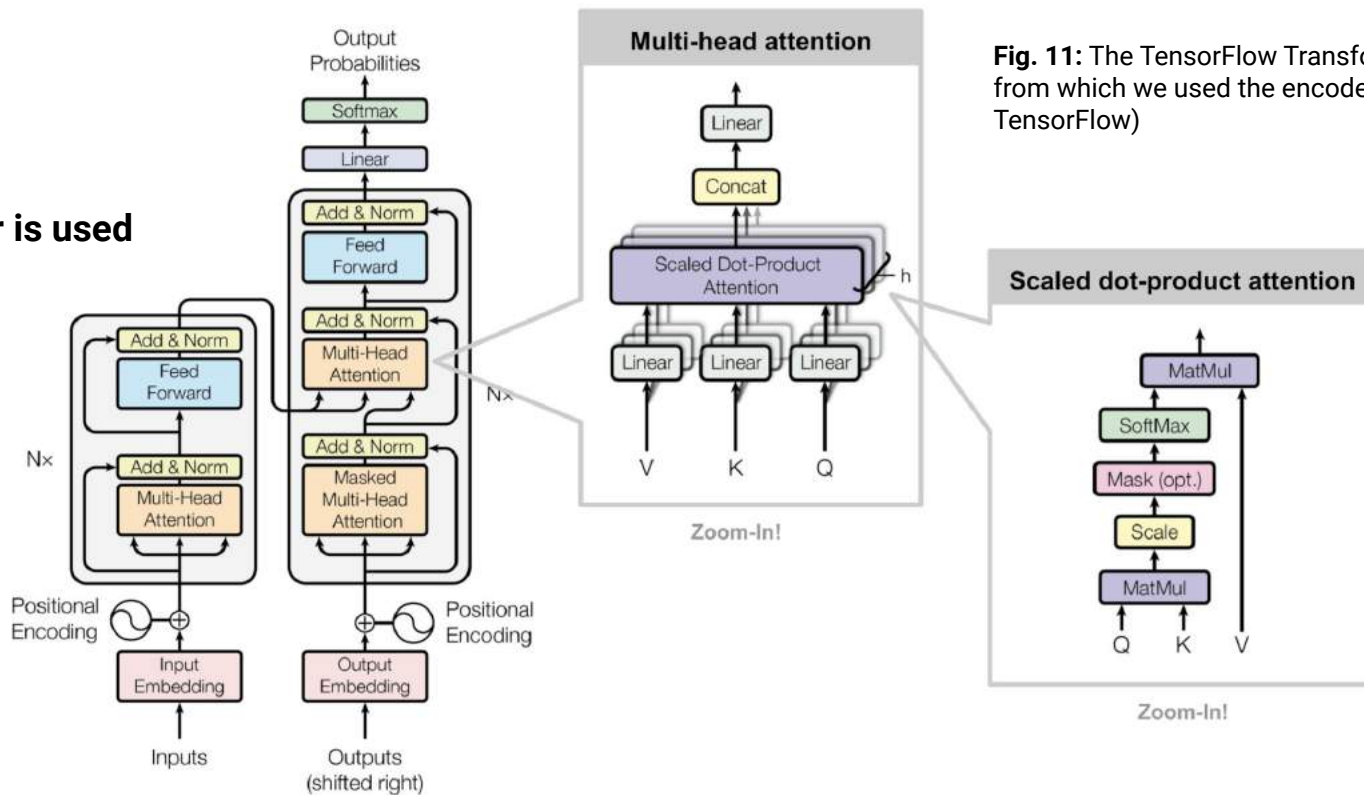 r is used
Output
Probabilities
Softmax
Linear
Add & Norm
Feed
Forward
Add & Norm
Multi-Head
Attention
Nx
Add & Norm
Masked
Multi-Head
Attention
Add & Norm
Feed
Forward
Nx
Add & Norm
Multi-Head
Attention
Positional
Encoding
Positional
Encoding
Input
Embedding
Output
Embedding
Inputs
Outputs
(shifted right)
Multi-head attention
Linear
Concat
Scaled Dot-Product
Attention
h
Linear Linear Linear
V K Q
Zoom-In!
Fig. 11: The TensorFlow Transfo
from which we used the encode
TensorFlow)
Scaled dot-product attention
MatMul
SoftMax
Mask (opt.)
Scale
MatMul
Q K V
Zoom-In!